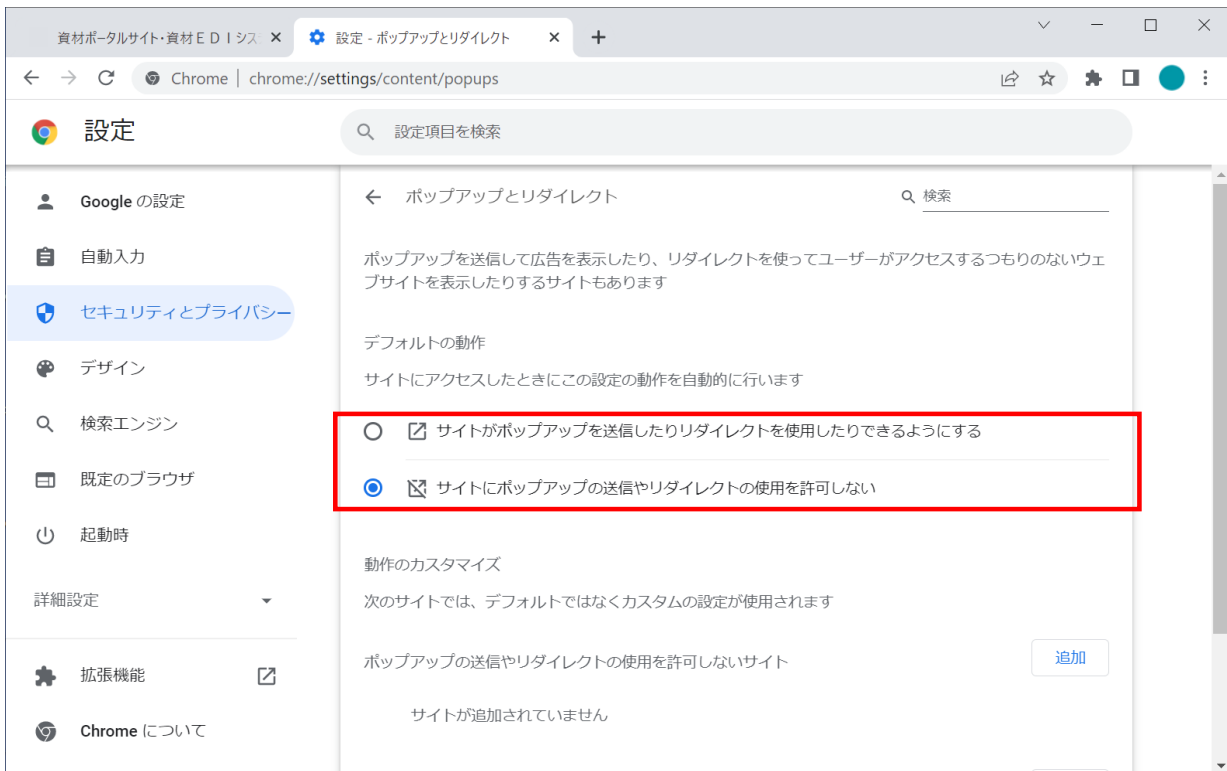 資材ポータルサイト・資材ＥＤＩシス
設定 - ポップアップとリダイレクト
Chrome | chrome://settings/content/popups
設定
設定項目を検索
Google の設定
自動入力
セキュリティとプライバシー
デザイン
検索エンジン
既定のブラウザ
起動時
詳細設定
拡張機能
Chrome について
ポップアップとリダイレクト
検索
ポップアップを送信して広告を表示したり、リダイレクトを使ってユーザーがアクセスするつもりのないウェ
ブサイトを表示したりするサイトもあります
デフォルトの動作
サイトにアクセスしたときにこの設定の動作を自動的に行います
サイトがポップアップを送信したりリダイレクトを使用したりできるようにする
サイトにポップアップの送信やリダイレクトの使用を許可しない
動作のカスタマイズ
次のサイトでは、デフォルトではなくカスタムの設定が使用されます
ポップアップの送信やリダイレクトの使用を許可しないサイト
追加
サイトが追加されていません